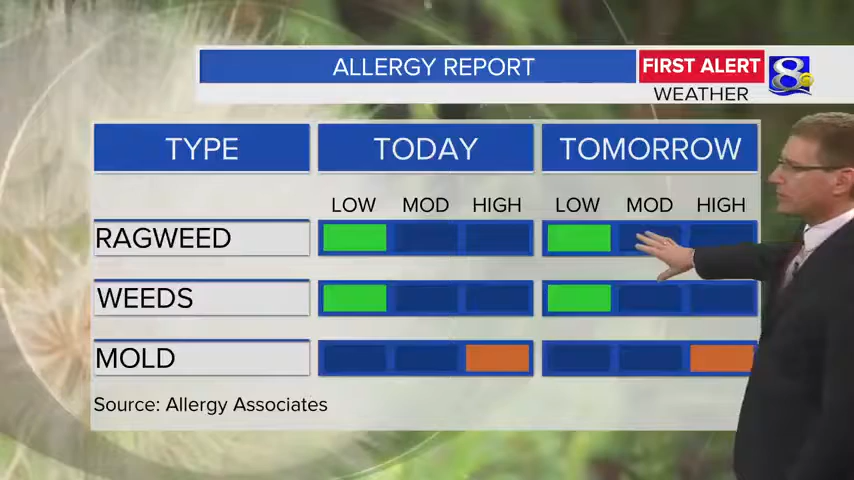 ALLERGY REPORT
FIRST ALERT
8
WEATHER
TYPE TODAY TOMORROW
LOW MOD HIGH LOW MOD HIGH
RAGWEED
WEEDS
MOLD
Source: Allergy Associates